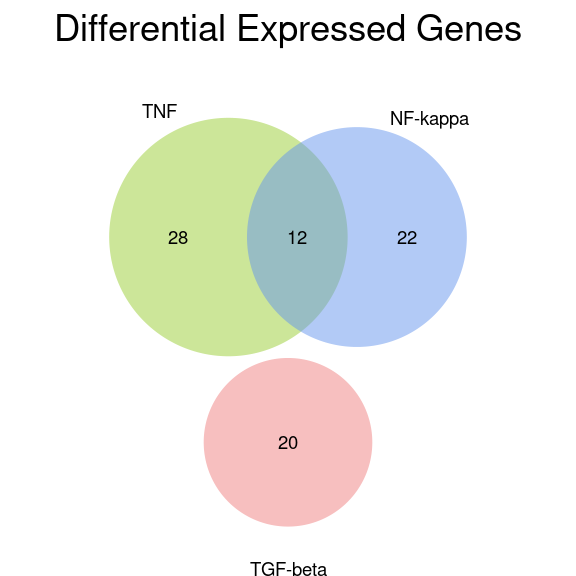 Differential Expressed Genes
TNF
NF-kappa
28
12
22
20
TGF-beta